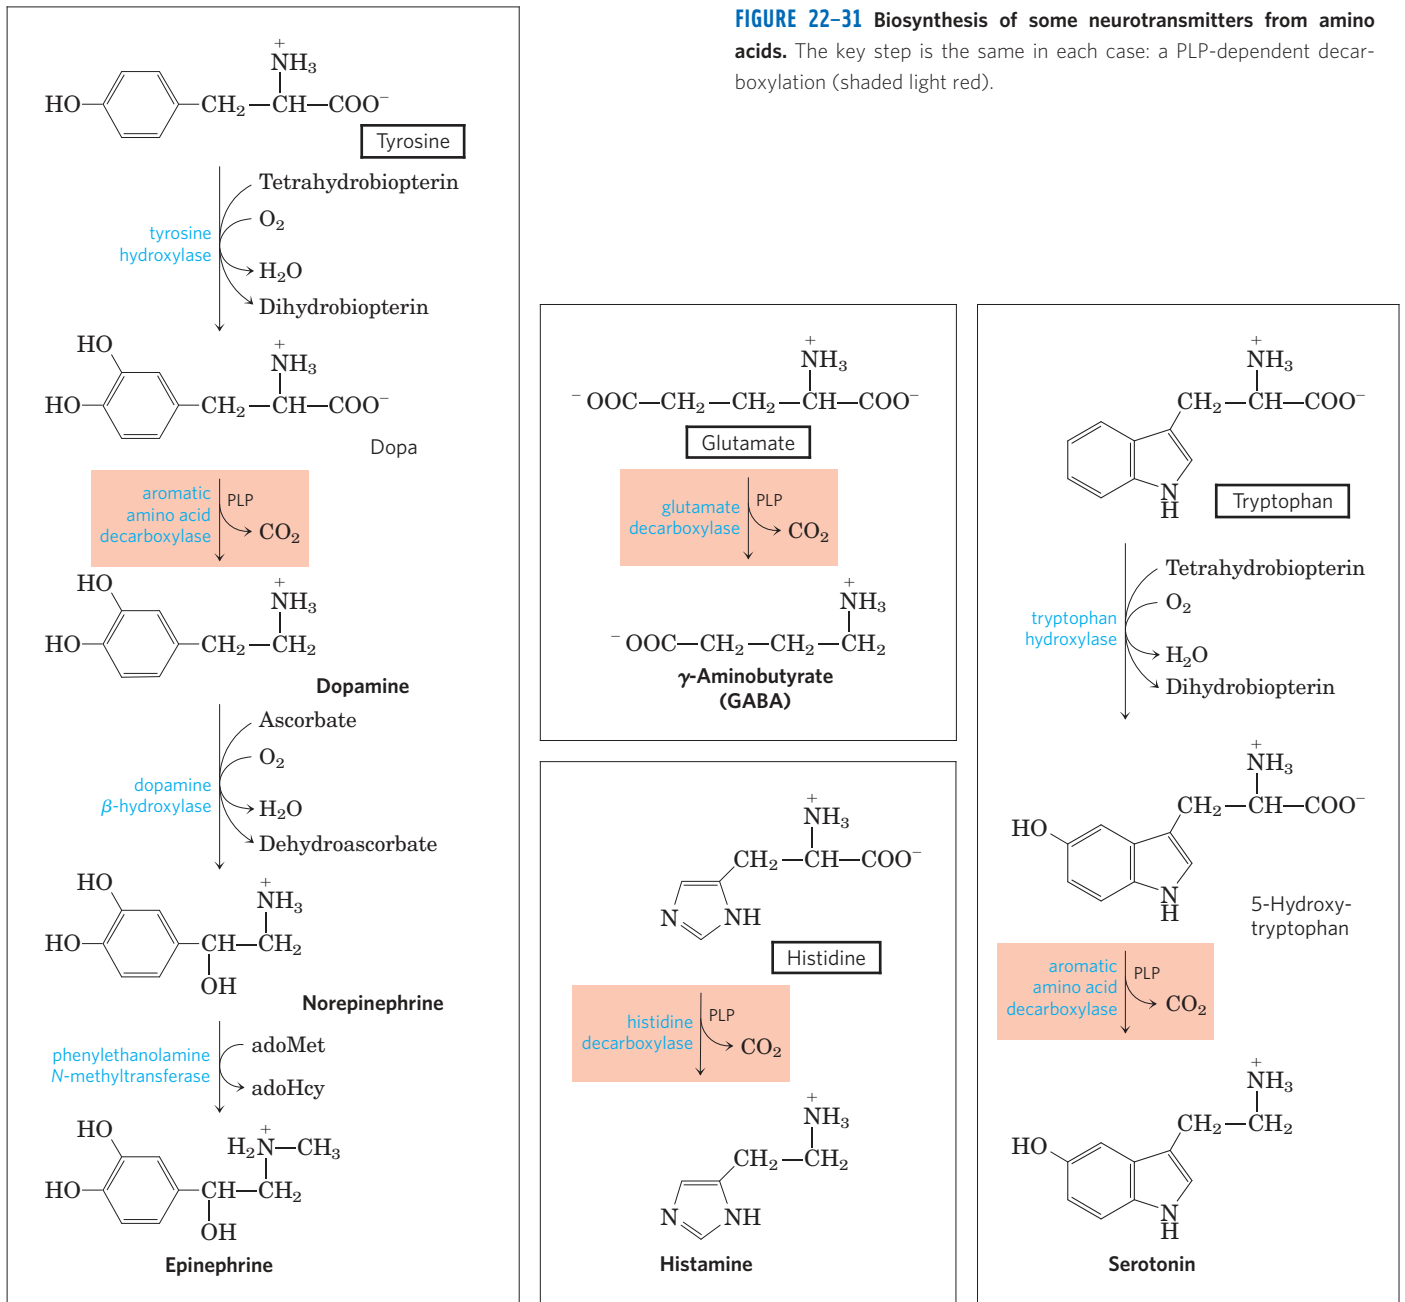 FIGURE 22–31 Biosynthesis of some neurotransmitters from amino
acids. The key step is the same in each case: a PLP-dependent decar-
boxylation (shaded light red).
+
NH₃
HO
CH₂—CH—COO⁻
Tyrosine
Tetrahydrobiopterin
O₂
tyrosine
hydroxylase
H₂O
Dihydrobiopterin
HO
+
NH₃
HO
CH₂—CH—COO⁻
Dopa
aromatic
amino acid
decarboxylase
PLP
CO₂
HO
+
NH₃
HO
CH₂—CH₂
Dopamine
Ascorbate
O₂
dopamine
β-hydroxylase
H₂O
Dehydroascorbate
HO
+
NH₃
HO
CH—CH₂
OH
Norepinephrine
phenylethanolamine
N-methyltransferase
adoMet
adoHcy
HO
+
H₂N—CH₃
HO
CH—CH₂
OH
Epinephrine
+
NH₃
⁻OOC—CH₂—CH₂—CH—COO⁻
Glutamate
glutamate
decarboxylase
PLP
CO₂
+
NH₃
⁻OOC—CH₂—CH₂—CH₂
γ-Aminobutyrate
(GABA)
+
NH₃
CH₂—CH—COO⁻
N
NH
Histidine
histidine
decarboxylase
PLP
CO₂
+
NH₃
CH₂—CH₂
N
NH
Histamine
+
NH₃
CH₂—CH—COO⁻
N
H
Tryptophan
Tetrahydrobiopterin
O₂
tryptophan
hydroxylase
H₂O
Dihydrobiopterin
+
NH₃
CH₂—CH—COO⁻
HO
N
H
5-Hydroxy-
tryptophan
aromatic
amino acid
decarboxylase
PLP
CO₂
+
NH₃
CH₂—CH₂
HO
N
H
Serotonin